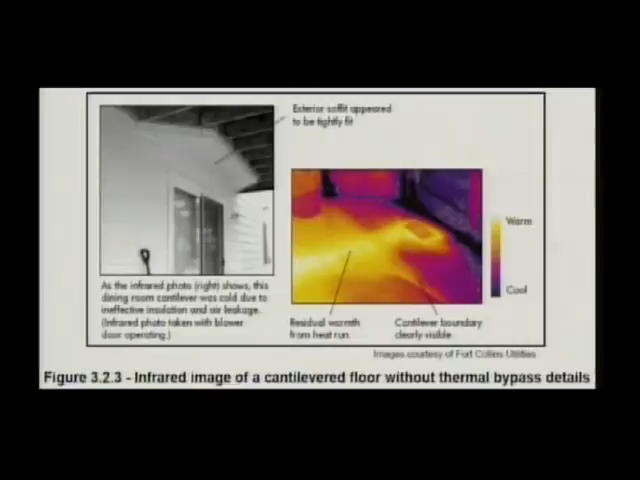 Exterior soffit appeared
to be tightly fit
Warm
Cool
As the infrared photo (right) shows, this
dining room cantilever was cold due to
ineffective insulation and air leakage.
(Infrared photo taken with blower
door operating.)
Residual warmth
from heat run
Cantilever boundary
clearly visible
Images courtesy of Fort Collins Utilities
Figure 3.2.3 - Infrared image of a cantilevered floor without thermal bypass details